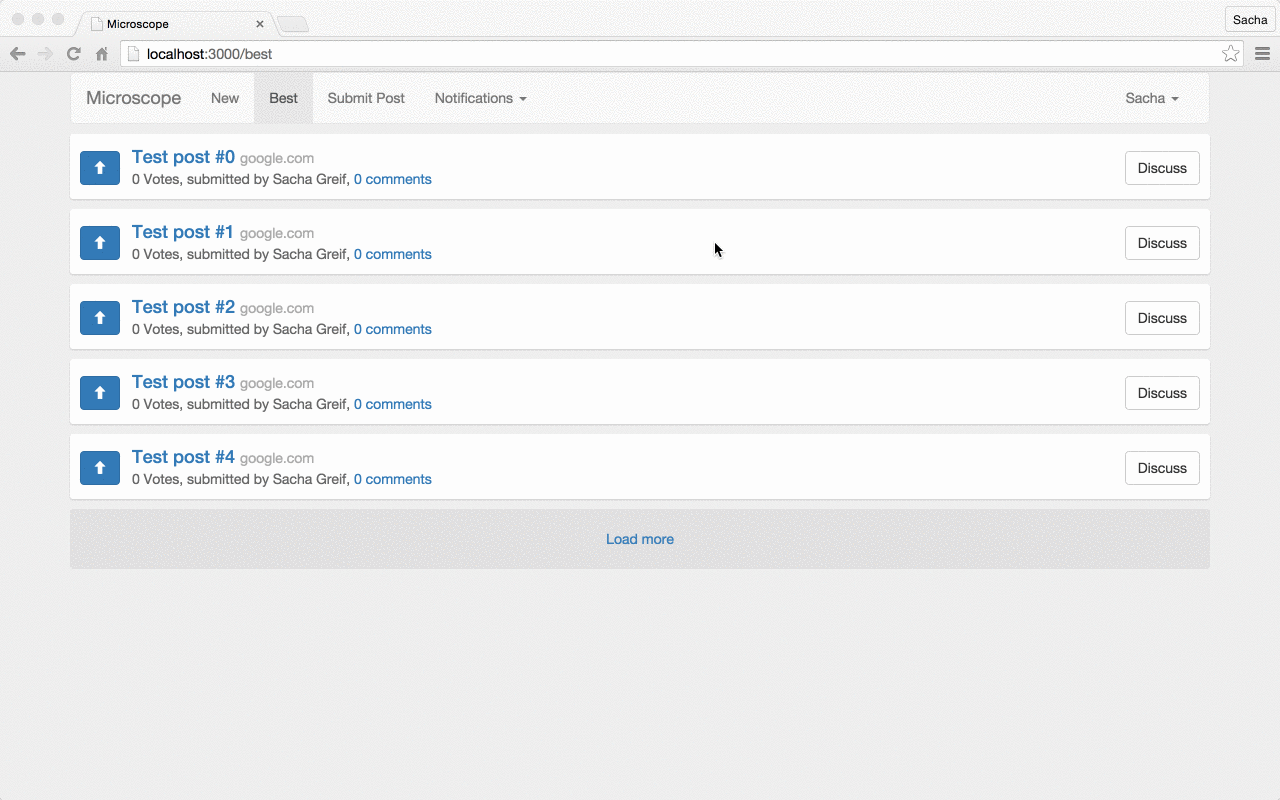 Microscope
Sacha
localhost:3000/best
Microscope New Best Submit Post Notifications Sacha
Test post #0 google.com
0 Votes, submitted by Sacha Greif, 0 comments
Discuss
Test post #1 google.com
0 Votes, submitted by Sacha Greif, 0 comments
Discuss
Test post #2 google.com
0 Votes, submitted by Sacha Greif, 0 comments
Discuss
Test post #3 google.com
0 Votes, submitted by Sacha Greif, 0 comments
Discuss
Test post #4 google.com
0 Votes, submitted by Sacha Greif, 0 comments
Discuss
Load more